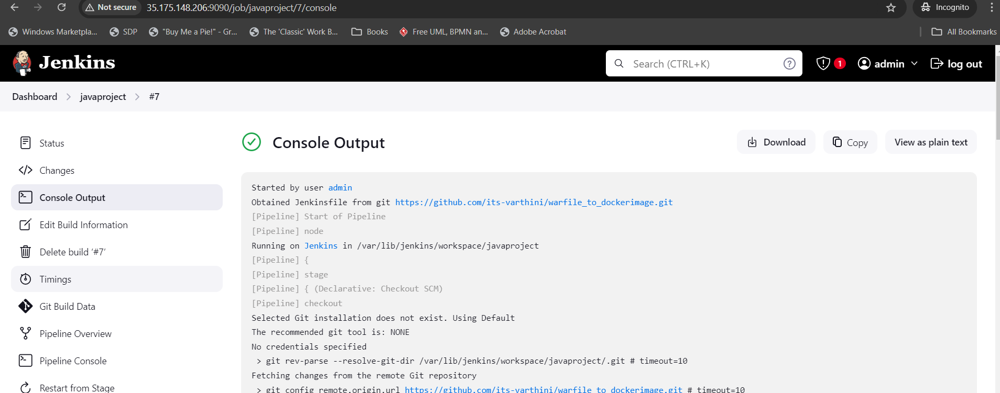 Not secure 35.175.148.206:9090/job/javaproject/7/console Incognito
Windows Marketpla... SDP "Buy Me a Pie!" - Gr... The 'Classic' Work B... Books Free UML, BPMN an... Adobe Acrobat All Bookmarks
Jenkins Search (CTRL+K) ? 1 admin log out
Dashboard > javaproject > #7
Status
Changes
Console Output
Edit Build Information
Delete build ‘#7’
Timings
Git Build Data
Pipeline Overview
Pipeline Console
Restart from Stage
Console Output Download Copy View as plain text
Started by user admin
Obtained Jenkinsfile from git https://github.com/its-varthini/warfile_to_dockerimage.git
[Pipeline] Start of Pipeline
[Pipeline] node
Running on Jenkins in /var/lib/jenkins/workspace/javaproject
[Pipeline] {
[Pipeline] stage
[Pipeline] { (Declarative: Checkout SCM)
[Pipeline] checkout
Selected Git installation does not exist. Using Default
The recommended git tool is: NONE
No credentials specified
> git rev-parse --resolve-git-dir /var/lib/jenkins/workspace/javaproject/.git # timeout=10
Fetching changes from the remote Git repository
> git config remote.origin.url https://github.com/its-varthini/warfile_to_dockerimage.git # timeout=10